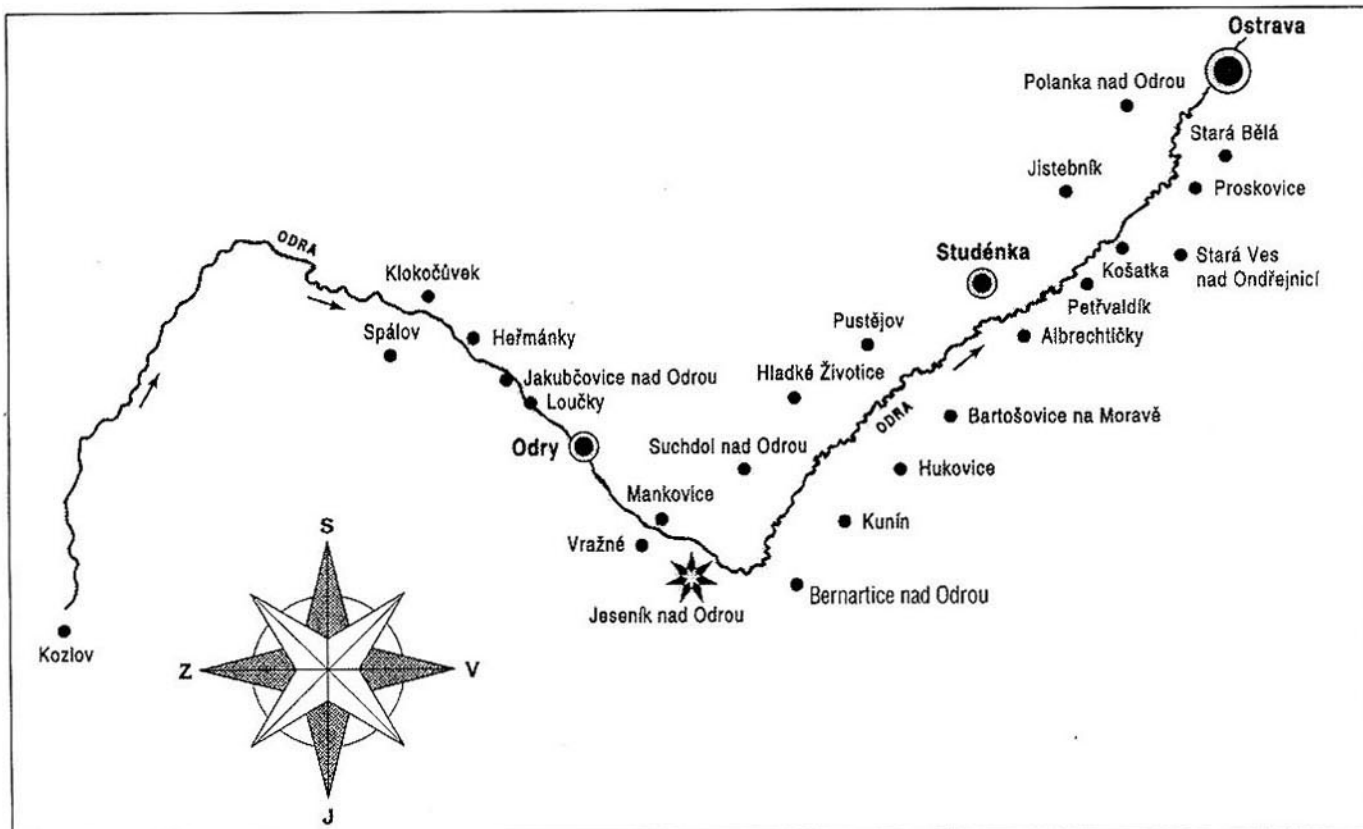 Ostrava
Polanka nad Odrou
Stará Bělá
Jistebník
Proskovice
ODRA
Klokočůvek
Studénka
Košatka
Stará Ves
nad Ondřejnicí
Petřvaldík
Spálov
Heřmánky
Pustějov
Albrechtičky
Jakubčovice nad Odrou
Hladké Životice
Loučky
ODRA
Bartošovice na Moravě
Odry
Suchdol nad Odrou
Hukovice
Mankovice
Kunín
S
Vražné
Bernartice nad Odrou
Jeseník nad Odrou
Kozlov
Z
V
J